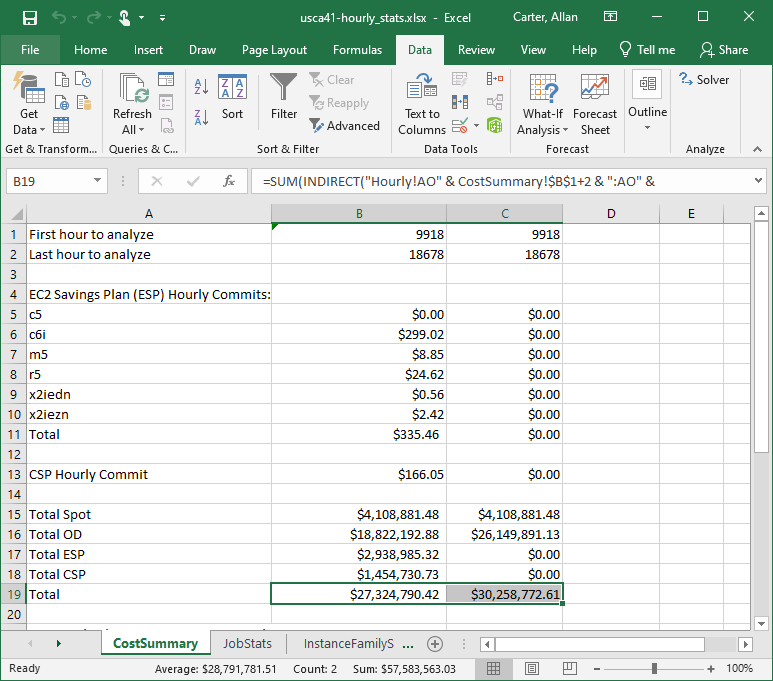 usca41-hourly_stats.xlsx - Excel Carter, Allan
File Home Insert Draw Page Layout Formulas Data Review View Help Tell me Share
Get Data Refresh All Sort Filter Clear Reapply Advanced Text to Columns What-If Analysis Forecast Sheet Outline Solver
Get & Transform... Queries & C... Sort & Filter Data Tools Forecast Analyze
B19 fx =SUM(INDIRECT("Hourly!AO" & CostSummary!$B$1+2 & ":AO" &
A B C D E
1 First hour to analyze 9918 9918
2 Last hour to analyze 18678 18678
3
4 EC2 Savings Plan (ESP) Hourly Commits:
5 c5 $0.00 $0.00
6 c6i $299.02 $0.00
7 m5 $8.85 $0.00
8 r5 $24.62 $0.00
9 x2iedn $0.56 $0.00
10 x2iezn $2.42 $0.00
11 Total $335.46 $0.00
12
13 CSP Hourly Commit $166.05 $0.00
14
15 Total Spot $4,108,881.48 $4,108,881.48
16 Total OD $18,822,192.88 $26,149,891.13
17 Total ESP $2,938,985.32 $0.00
18 Total CSP $1,454,730.73 $0.00
19 Total $27,324,790.42 $30,258,772.61
20
CostSummary JobStats InstanceFamilyS ...
Ready Average: $28,791,781.51 Count: 2 Sum: $57,583,563.03 100%